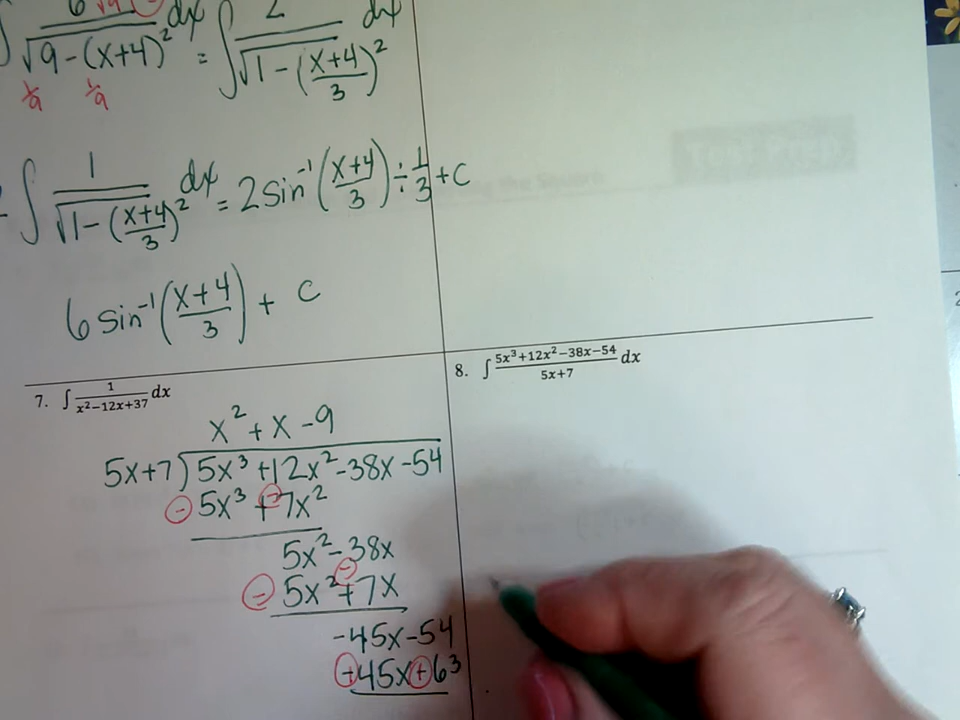 ∫ 6 √9 / √(9-(x+4)²) dx = ∫ 2 / √(1-((x+4)/3)²) dx
1/9 1/9
∫ 1 / √(1-((x+4)/3)²) dx = 2 sin⁻¹((x+4)/3) ÷ 1/3 + C
6 sin⁻¹((x+4)/3) + C
7. ∫ 1/(x²-12x+37) dx
8. ∫ (5x³+12x²-38x-54)/(5x+7) dx
x² + x - 9
5x+7 ) 5x³ +12x² -38x -54
- 5x³ + 7x²
5x² - 38x
- 5x² + 7x
-45x-54
+45x+63